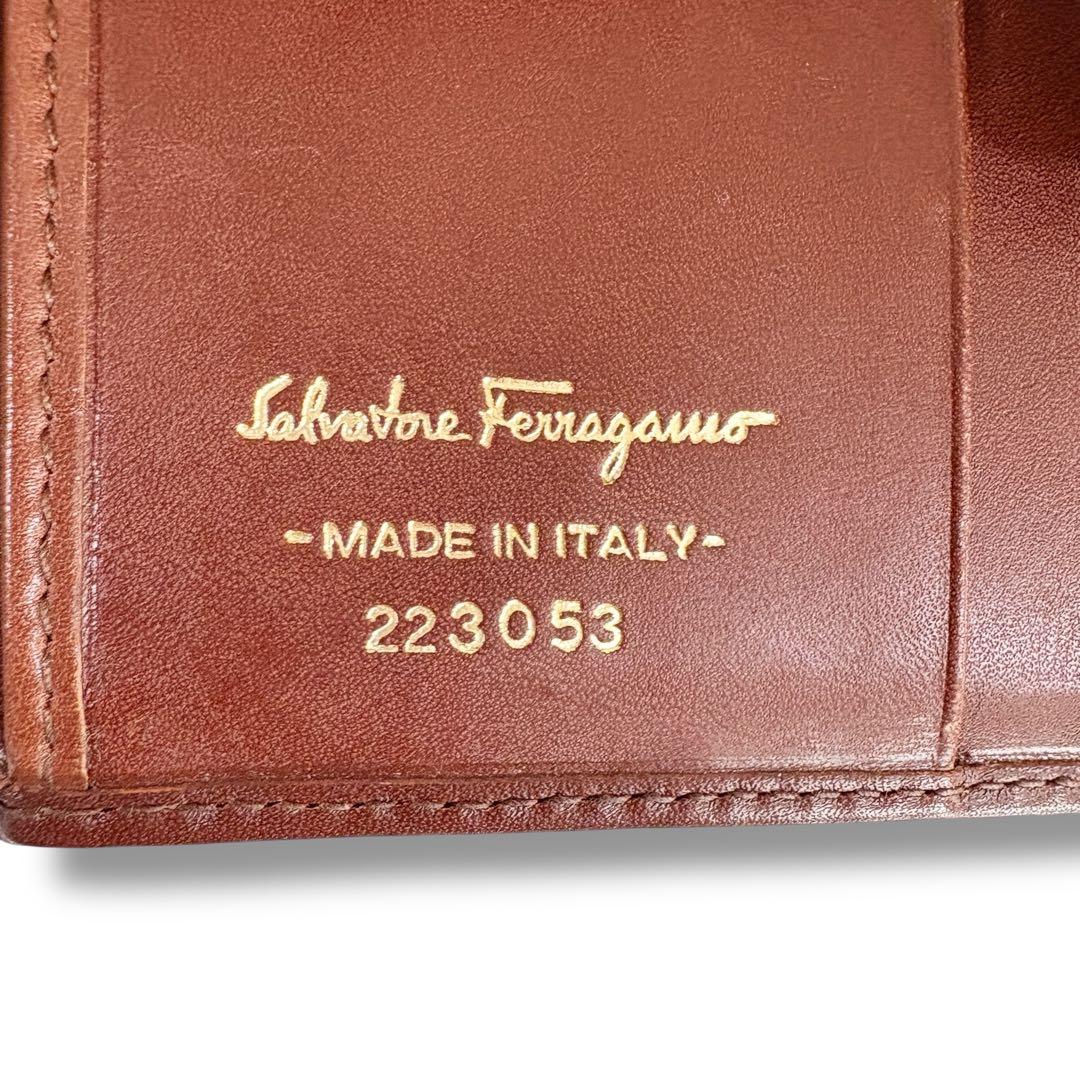 Salvatore Ferragamo
-MADE IN ITALY-
223053